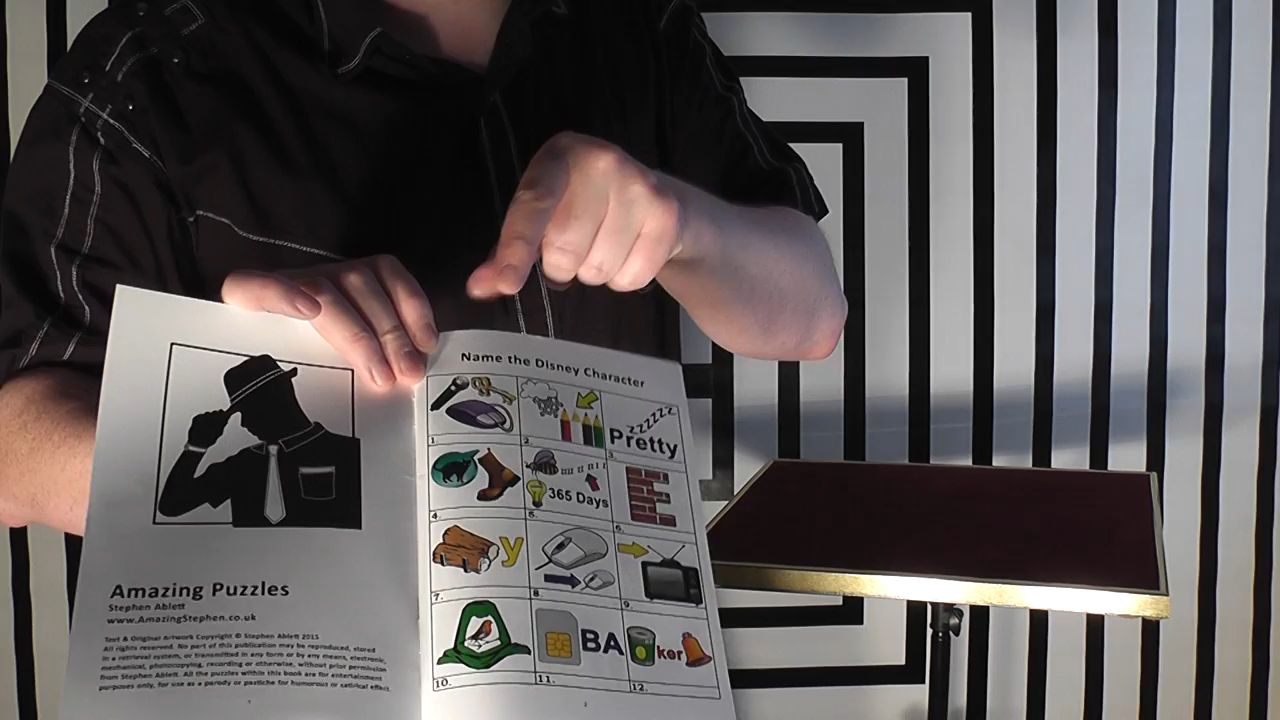 Amazing Puzzles
Stephen Ablett
www.AmazingStephen.co.uk
Text & Original Artwork Copyright © Stephen Ablett 2015
All rights reserved. No part of this publication may be reproduced, stored
in a retrieval system, or transmitted in any form or by any means, electronic,
mechanical, photocopying, recording or otherwise, without prior permission
from Stephen Ablett. All the puzzles within this book are for entertainment
purposes only, for use as a parody or pastiche for humorous or satirical effect.
Name the Disney Character
zzzzzz
Pretty
1.
2.
3.
365 Days
4.
5.
6.
y
7.
8.
9.
BA
ker
10.
11.
12.